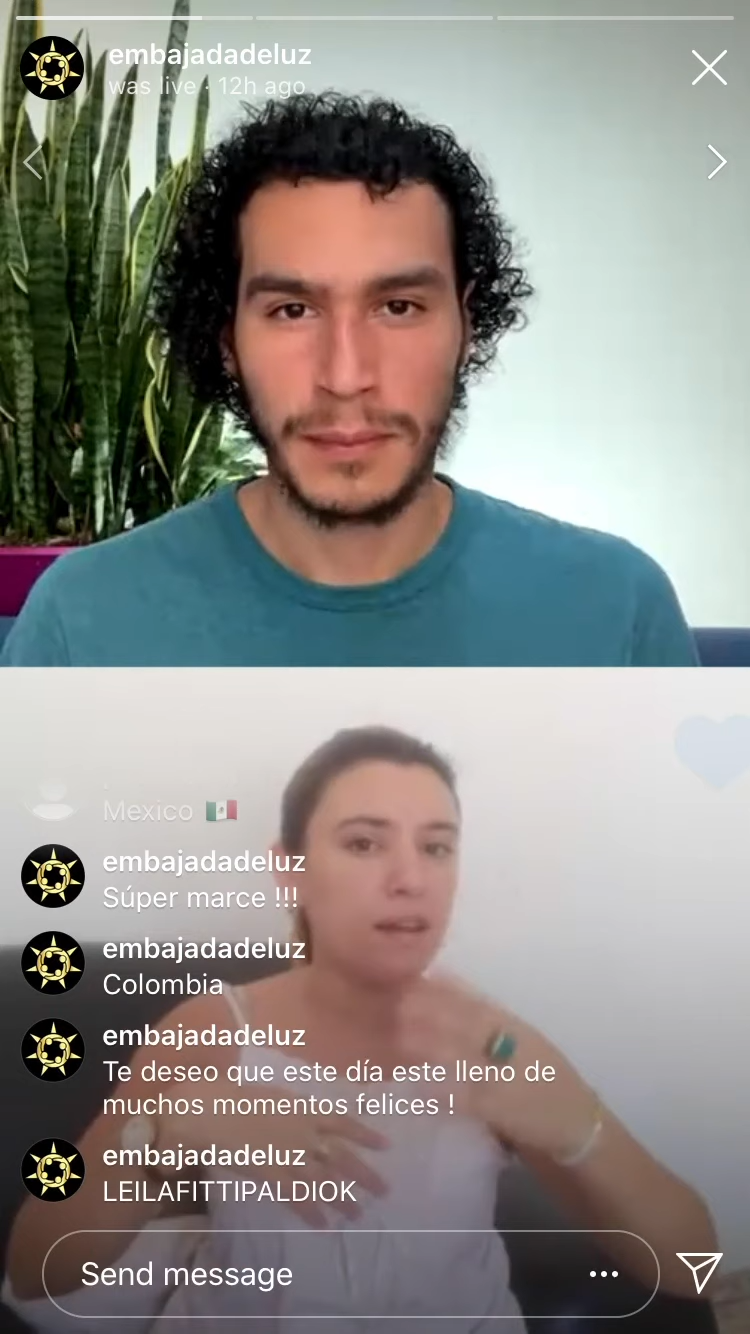 embajadadeluz
was live · 12h ago
Mexico 🇲🇽
embajadadeluz
Súper marce !!!
embajadadeluz
Colombia
embajadadeluz
Te deseo que este día este lleno de
muchos momentos felices !
embajadadeluz
LEILAFITTIPALDIOK
Send message